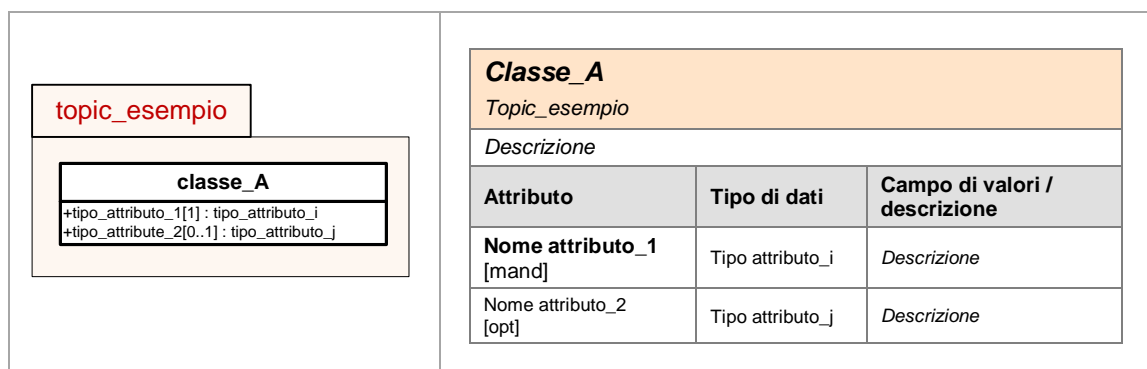 topic_esempio
classe_A
+tipo_attributo_1[1] : tipo_attributo_i
+tipo_attribute_2[0..1] : tipo_attributo_j
Classe_A
Topic_esempio
Descrizione
Attributo
Tipo di dati
Campo di valori /
descrizione
Nome attributo_1
[mand]
Tipo attributo_i
Descrizione
Nome attributo_2
[opt]
Tipo attributo_j
Descrizione